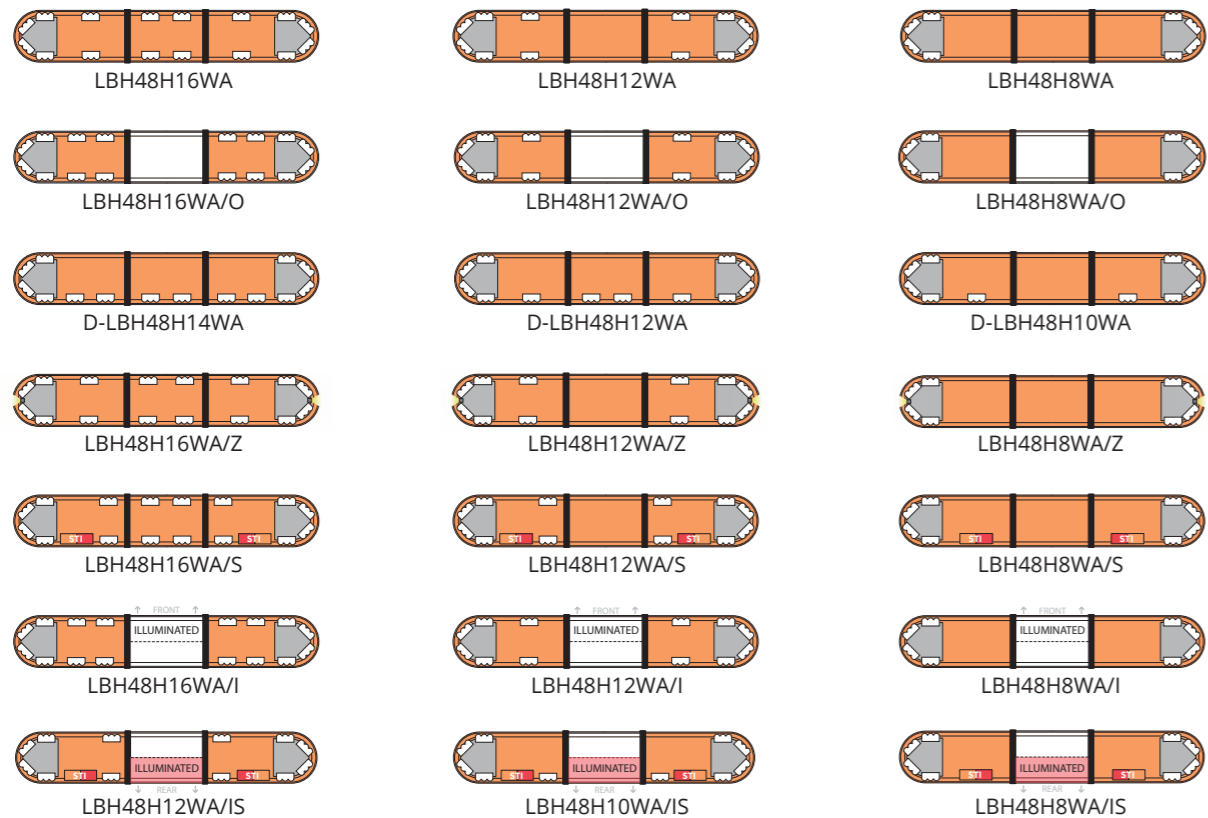 LBH48H16WA
LBH48H12WA
LBH48H8WA
LBH48H16WA/O
LBH48H12WA/O
LBH48H8WA/O
D-LBH48H14WA
D-LBH48H12WA
D-LBH48H10WA
LBH48H16WA/Z
LBH48H12WA/Z
LBH48H8WA/Z
STI
STI
LBH48H16WA/S
STI
STI
LBH48H12WA/S
STI
STI
LBH48H8WA/S
↑ FRONT ↑
ILLUMINATED
LBH48H16WA/I
↑ FRONT ↑
ILLUMINATED
LBH48H12WA/I
↑ FRONT ↑
ILLUMINATED
LBH48H8WA/I
STI
ILLUMINATED
STI
↓ REAR ↓
LBH48H12WA/IS
STI
ILLUMINATED
STI
↓ REAR ↓
LBH48H10WA/IS
STI
ILLUMINATED
STI
↓ REAR ↓
LBH48H8WA/IS